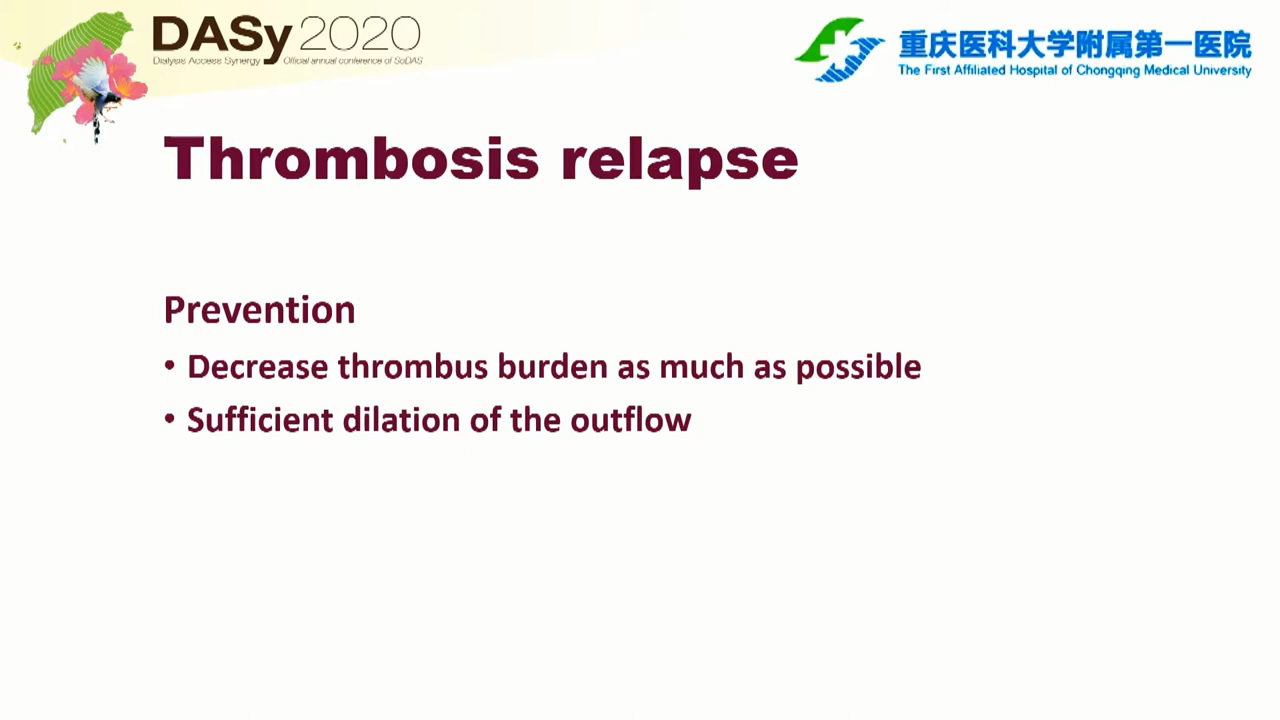 DASy 2020
Dialysis Access Synergy Official annual conference of SoDAS
重庆医科大学附属第一医院
The First Affiliated Hospital of Chongqing Medical University
Thrombosis relapse
Prevention
• Decrease thrombus burden as much as possible
• Sufficient dilation of the outflow